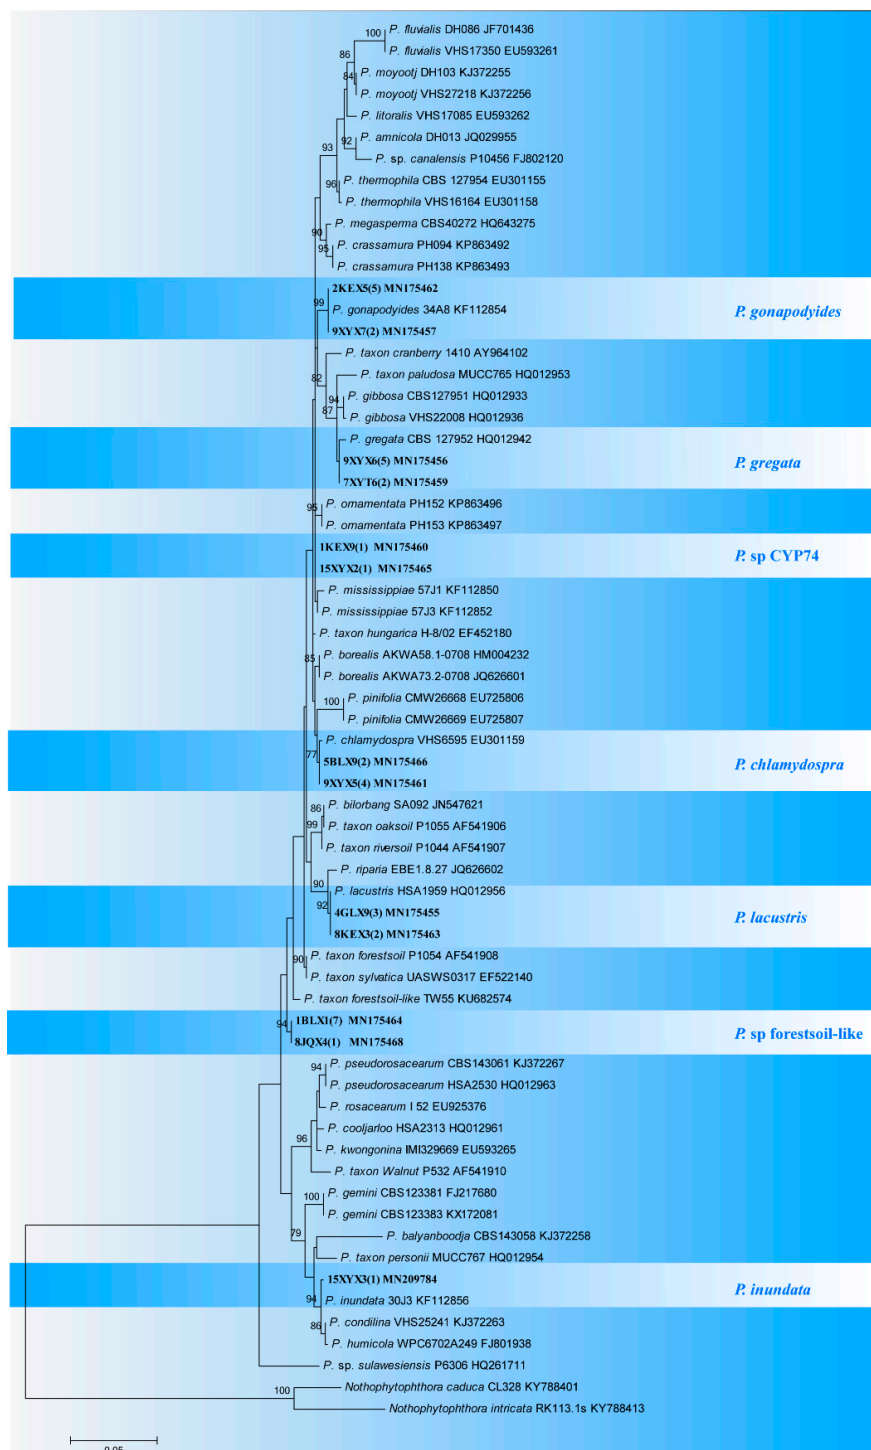 P. fluvialis DH086 JF701436
100
P. fluvialis VHS17350 EU593261
86
P. moyootj DH103 KJ372255
84
P. moyootj VHS27218 KJ372256
P. litoralis VHS17085 EU593262
P. amnicola DH013 JQ029955
92
93
P. sp. canalensis P10456 FJ802120
P. thermophila CBS 127954 EU301155
96
P. thermophila VHS16164 EU301158
P. megasperma CBS40272 HQ643275
90
P. crassamura PH094 KP863492
95
P. crassamura PH138 KP863493
2KEX5(5) MN175462
99
P. gonapodyides 34A8 KF112854
P. gonapodyides
9XYX7(2) MN175457
P. taxon cranberry 1410 AY964102
P. taxon paludosa MUCC765 HQ012953
82
P. gibbosa CBS127951 HQ012933
94
87
P. gibbosa VHS22008 HQ012936
P. gregata CBS 127952 HQ012942
9XYX6(5) MN175456
P. gregata
7XYT6(2) MN175459
P. ornamentata PH152 KP863496
95
P. ornamentata PH153 KP863497
1KEX9(1) MN175460
P. sp CYP74
15XYX2(1) MN175465
P. mississippiae 57J1 KF112850
P. mississippiae 57J3 KF112852
P. taxon hungarica H-8/02 EF452180
P. borealis AKWA58.1-0708 HM004232
85
P. borealis AKWA73.2-0708 JQ626601
P. pinifolia CMW26668 EU725806
100
P. pinifolia CMW26669 EU725807
P. chlamydospra VHS6595 EU301159
77
5BLX9(2) MN175466
P. chlamydospra
9XYX5(4) MN175461
P. bilorbang SA092 JN547621
86
P. taxon oaksoil P1055 AF541906
99
P. taxon riversoil P1044 AF541907
P. riparia EBE1.8.27 JQ626602
90
P. lacustris HSA1959 HQ012956
92
4GLX9(3) MN175455
P. lacustris
8KEX3(2) MN175463
P. taxon forestsoil P1054 AF541908
90
P. taxon sylvatica UASWS0317 EF522140
P. taxon forestsoil-like TW55 KU682574
1BLX1(7) MN175464
94
P. sp forestsoil-like
8JQX4(1) MN175468
P. pseudorosacearum CBS143061 KJ372267
94
P. pseudorosacearum HSA2530 HQ012963
P. rosacearum I 52 EU925376
P. cooljarloo HSA2313 HQ012961
96
P. kwongonina IMI329669 EU593265
P. taxon Walnut P532 AF541910
P. gemini CBS123381 FJ217680
100
P. gemini CBS123383 KX172081
79
P. balyanboodja CBS143058 KJ372258
P. taxon personii MUCC767 HQ012954
15XYX3(1) MN209784
P. inundata
94
P. inundata 30J3 KF112856
P. condilina VHS25241 KJ372263
86
P. humicola WPC6702A249 FJ801938
P. sp. sulawesiensis P6306 HQ261711
Nothophytophthora caduca CL328 KY788401
100
Nothophytophthora intricata RK113.1s KY788413
0.05